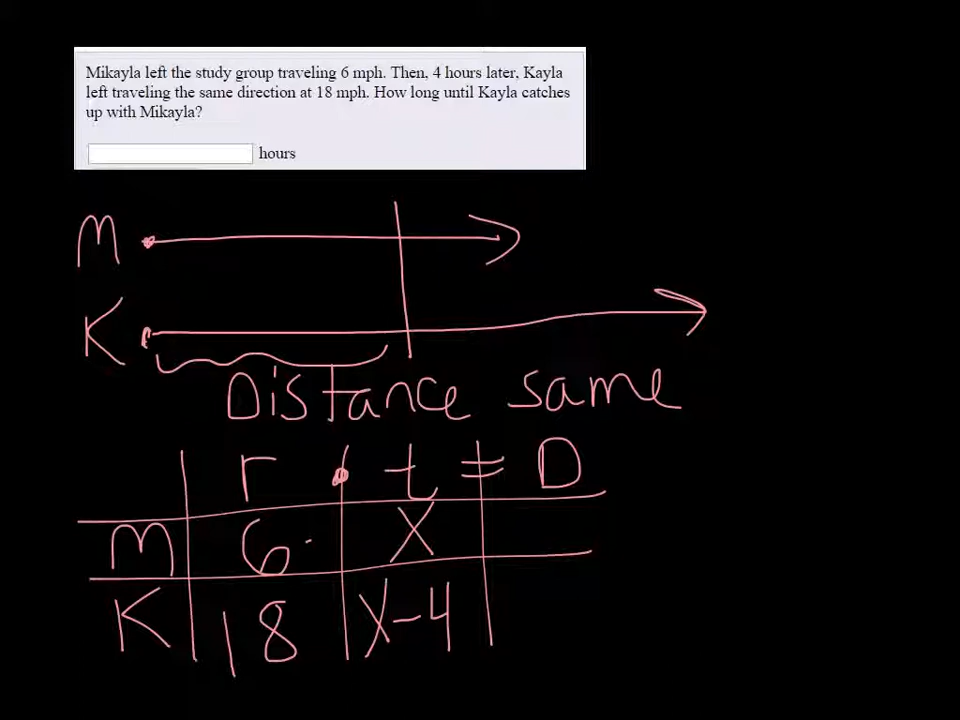 Mikayla left the study group traveling 6 mph. Then, 4 hours later, Kayla
left traveling the same direction at 18 mph. How long until Kayla catches
up with Mikayla?
hours
M
K
Distance same
r • t = D
M 6 · X
K 18 X-4